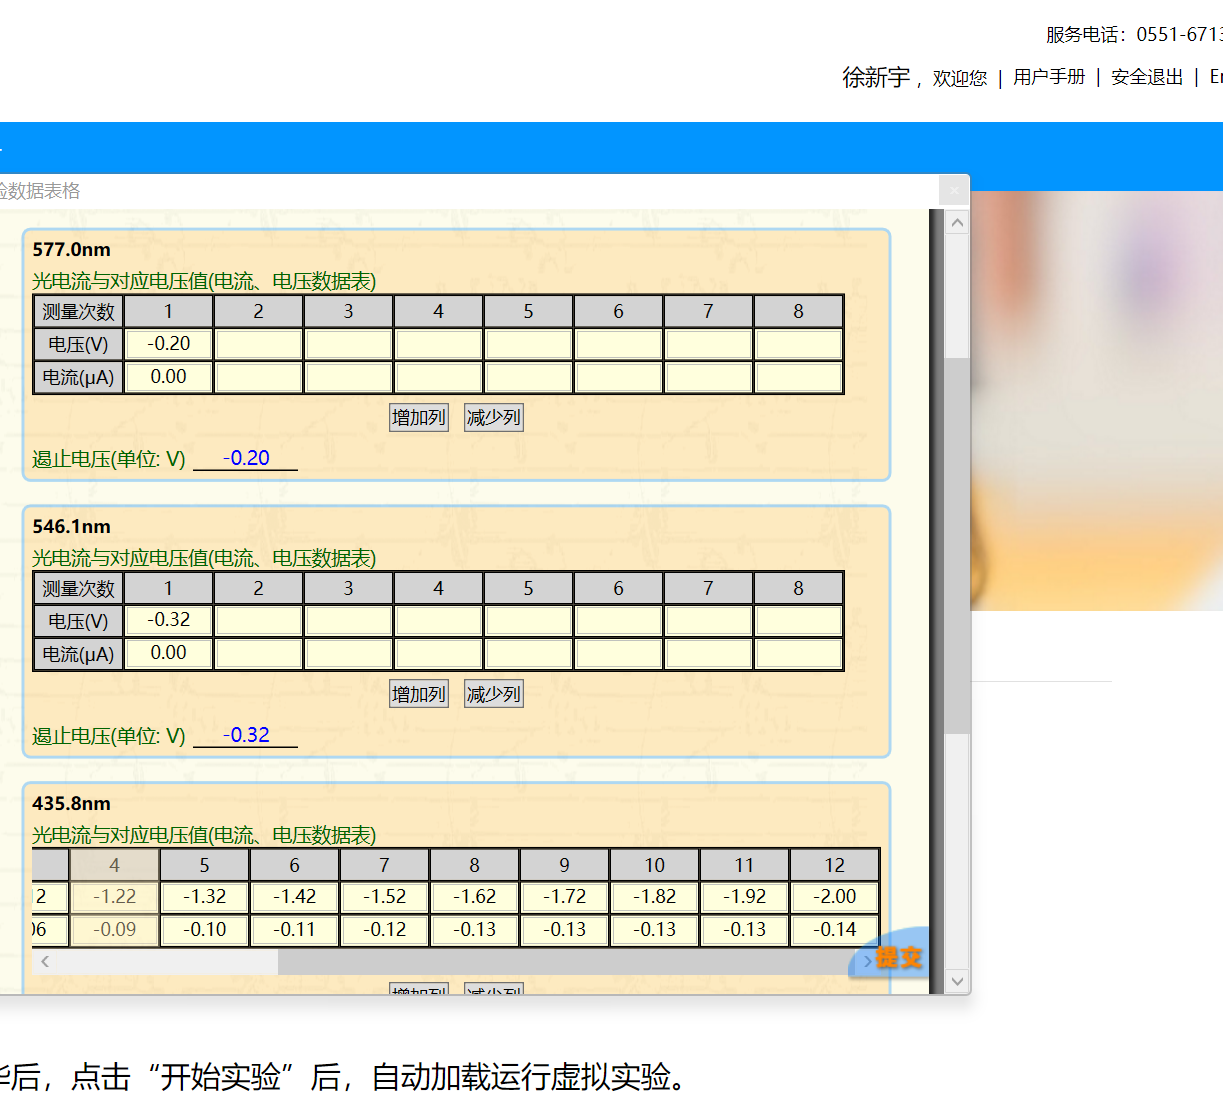 服务电话：0551-6713
徐新宇，欢迎您 | 用户手册 | 安全退出 | En
验数据表格
577.0nm
光电流与对应电压值(电流、电压数据表)
测量次数 1 2 3 4 5 6 7 8
电压(V) -0.20
电流(μA) 0.00
增加列 减少列
遏止电压(单位: V) -0.20
546.1nm
光电流与对应电压值(电流、电压数据表)
测量次数 1 2 3 4 5 6 7 8
电压(V) -0.32
电流(μA) 0.00
增加列 减少列
遏止电压(单位: V) -0.32
435.8nm
光电流与对应电压值(电流、电压数据表)
4 5 6 7 8 9 10 11 12
12 -1.22 -1.32 -1.42 -1.52 -1.62 -1.72 -1.82 -1.92 -2.00
06 -0.09 -0.10 -0.11 -0.12 -0.13 -0.13 -0.13 -0.13 -0.14
提交
增加列 减少列
毕后，点击“开始实验”后，自动加载运行虚拟实验。